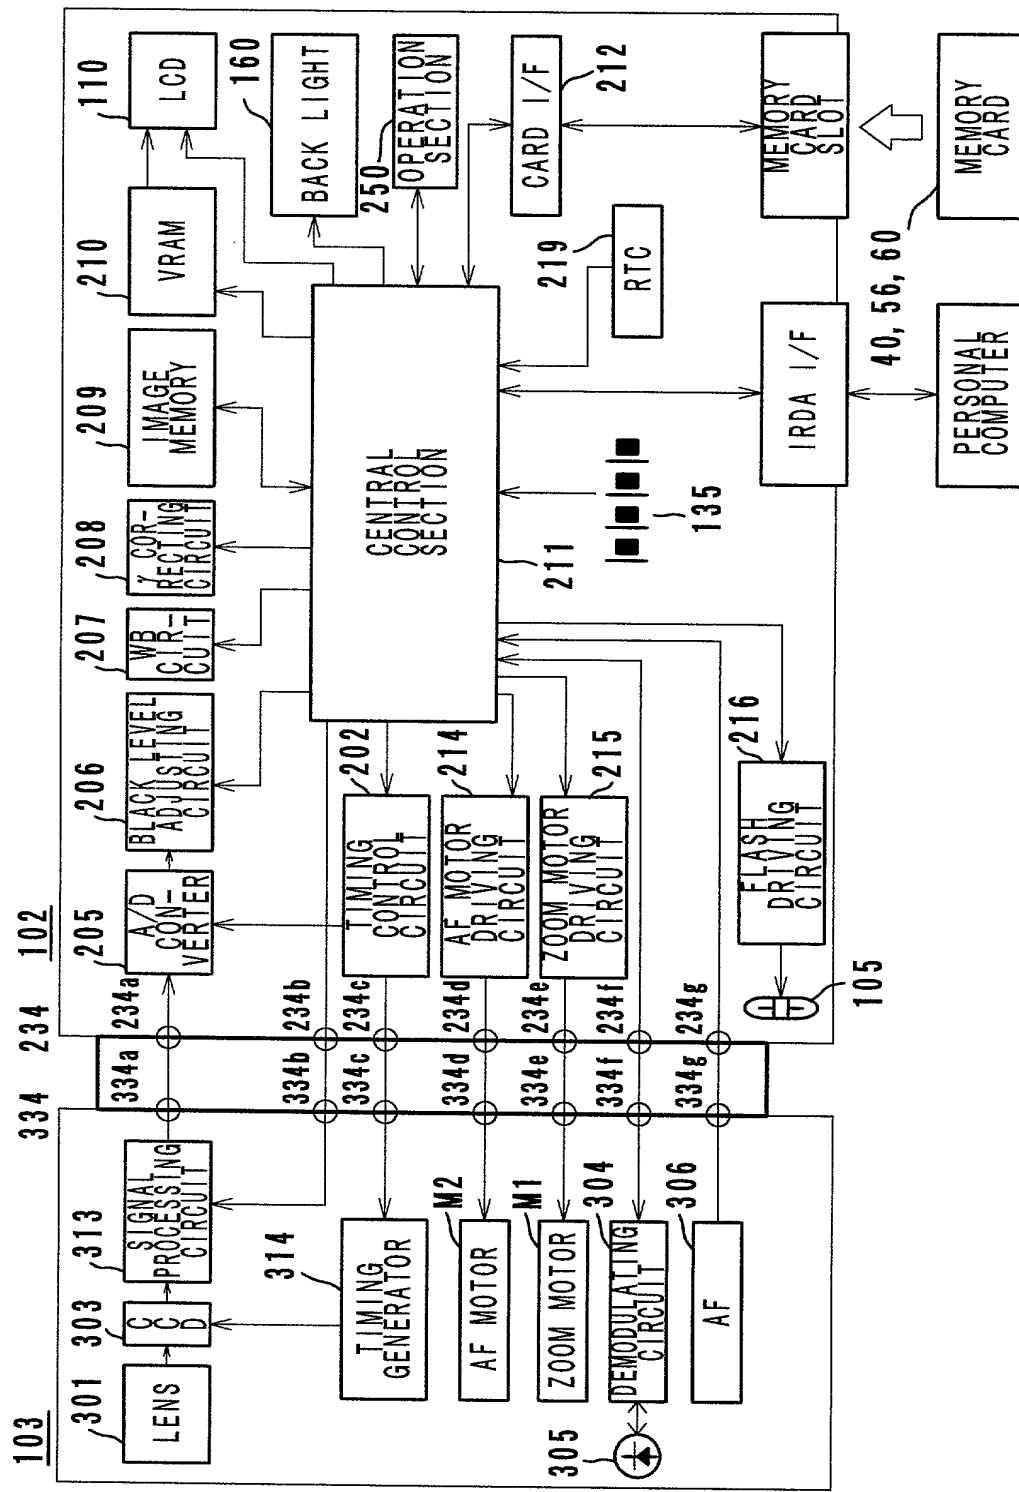 103
301
LENS
303
CCD
313
SIGNAL
PROCESSING
CIRCUIT
314
TIMING
GENERATOR
M2
AF MOTOR
M1
ZOOM MOTOR
304
DEMODULATING
CIRCUIT
305
306
AF
334
334a
334b
334c
334d
334e
334f
334g
234
234a
234b
234c
234d
234e
234f
234g
102
205
A/D
CON-
VERTER
206
BLACK LEVEL
ADJUSTING
CIRCUIT
207
WB
CIR-
CUIT
208
γ COR-
RECTING
CIRCUIT
209
IMAGE
MEMORY
210
VRAM
110
LCD
160
BACK LIGHT
250
OPERATION
SECTION
212
CARD I/F
CENTRAL
CONTROL
SECTION
211
202
TIMING
CONTROL
CIRCUIT
214
AF MOTOR
DRIVING
CIRCUIT
215
ZOOM MOTOR
DRIVING
CIRCUIT
216
FLASH
DRIVING
CIRCUIT
105
135
219
RTC
IRDA I/F
MEMORY
CARD
SLOT
40, 56, 60
PERSONAL
COMPUTER
MEMORY
CARD